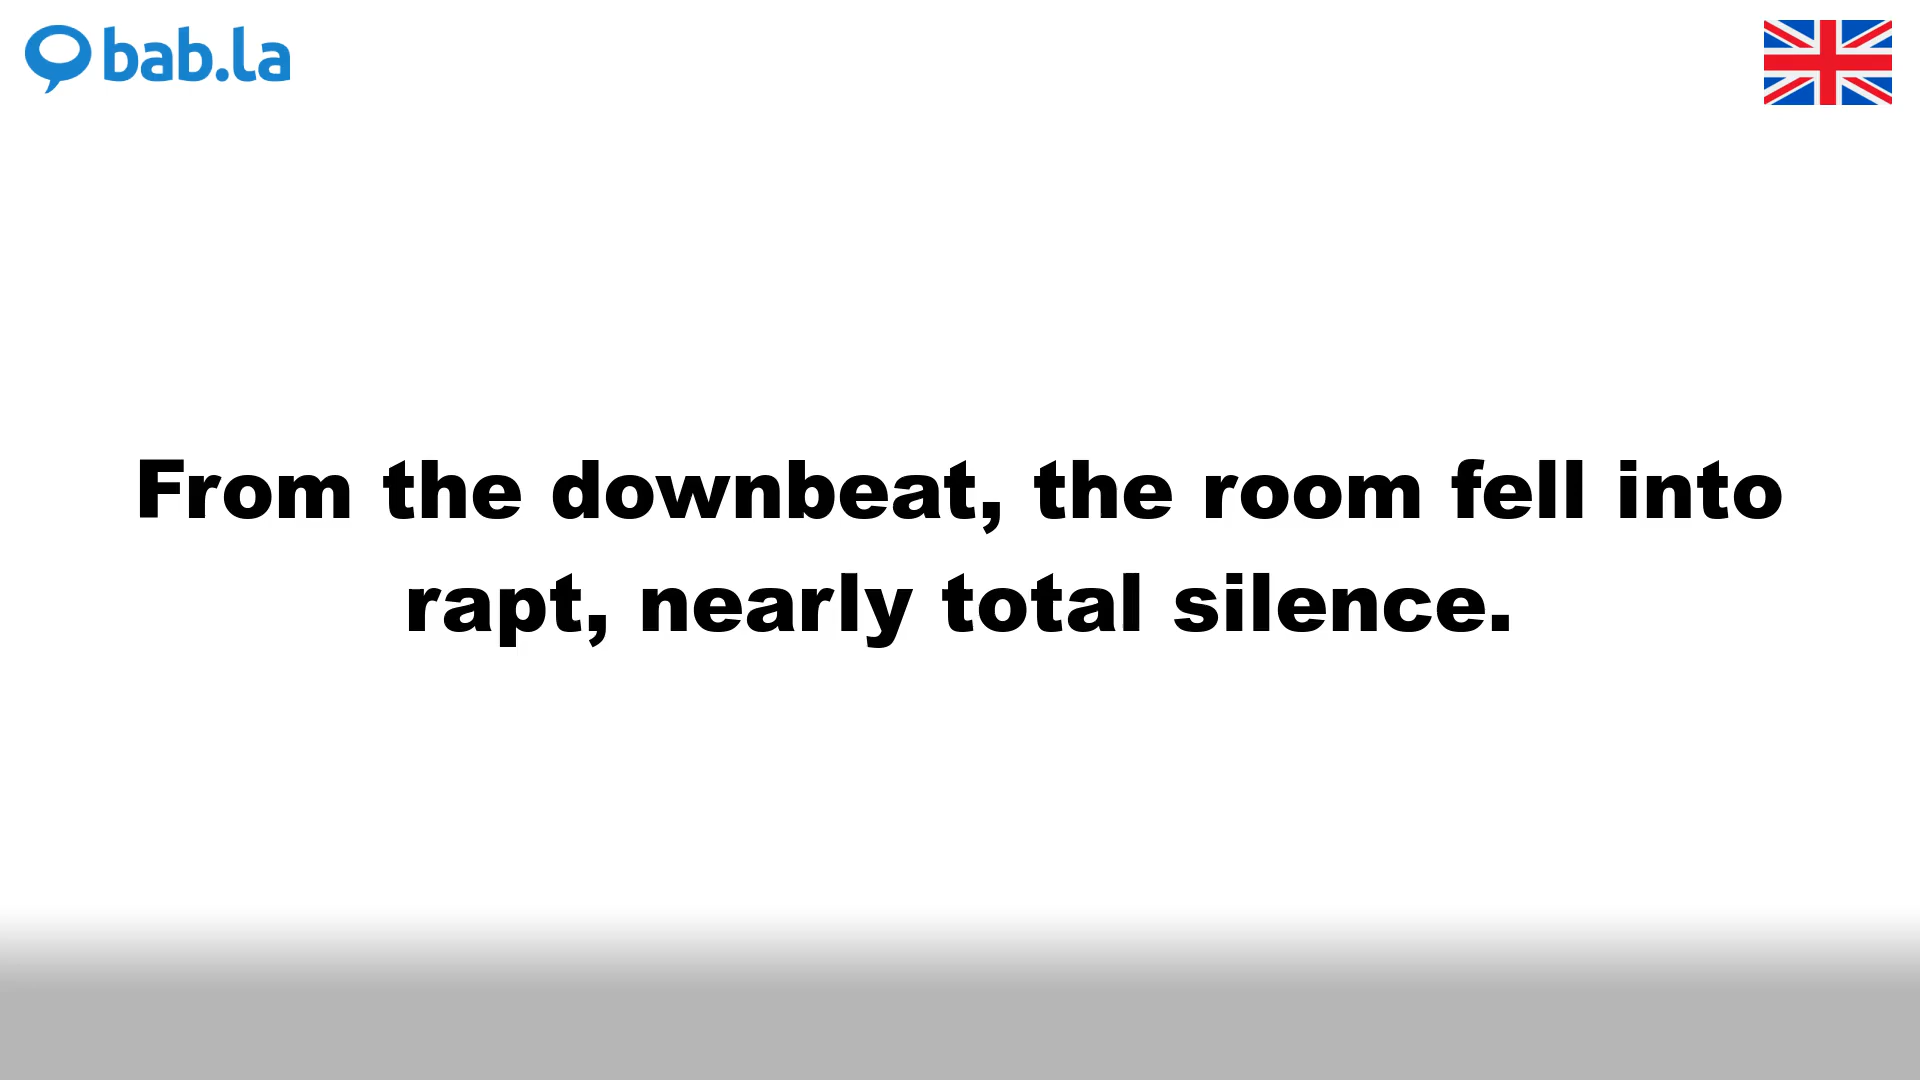 bab.la
From the downbeat, the room fell into
rapt, nearly total silence.